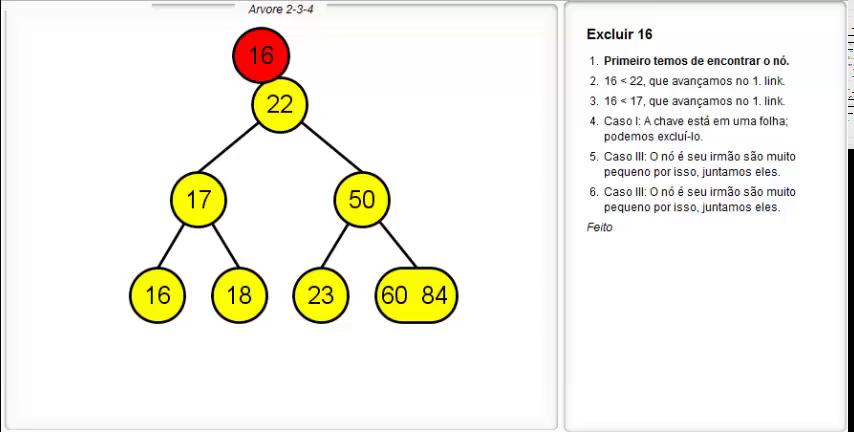 Arvore 2-3-4
16
22
17 50
16 18 23 60 84
Excluir 16
1. Primeiro temos de encontrar o nó.
2. 16 < 22, que avançamos no 1. link.
3. 16 < 17, que avançamos no 1. link.
4. Caso I: A chave está em uma folha;
podemos excluí-lo.
5. Caso III: O nó é seu irmão são muito
pequeno por isso, juntamos eles.
6. Caso III: O nó é seu irmão são muito
pequeno por isso, juntamos eles.
Feito